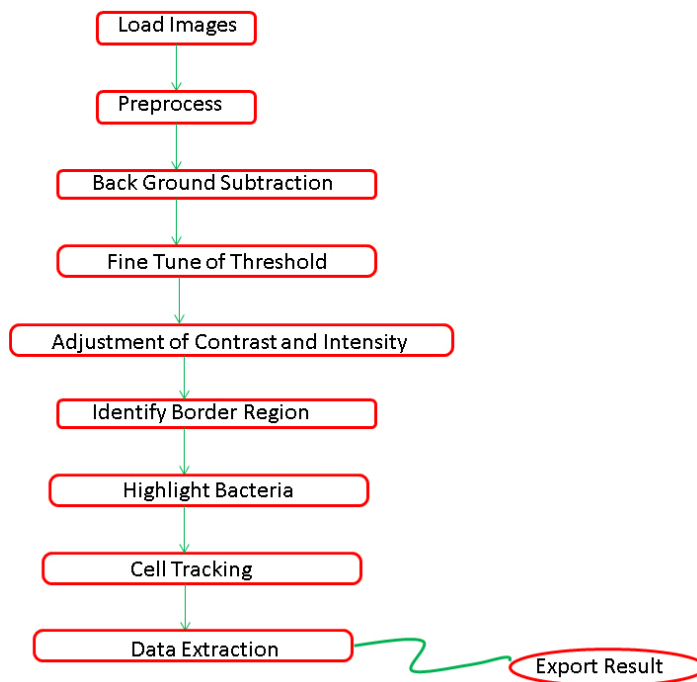 Load Images
Preprocess
Back Ground Subtraction
Fine Tune of Threshold
Adjustment of Contrast and Intensity
Identify Border Region
Highlight Bacteria
Cell Tracking
Data Extraction
Export Result